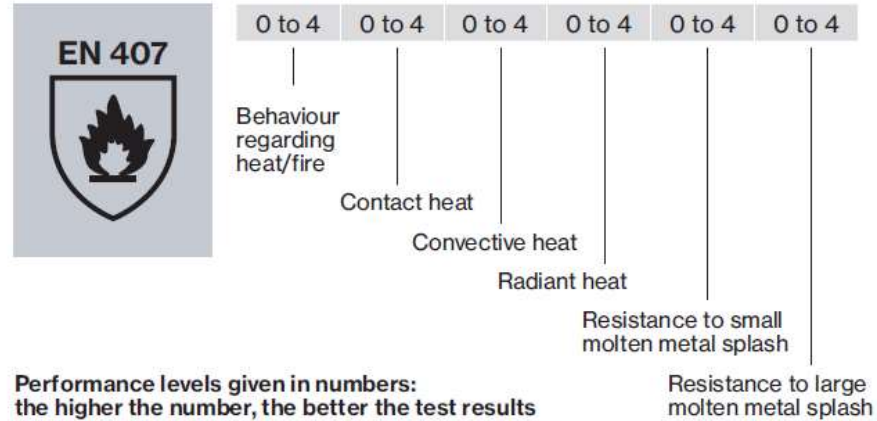 EN 407
0 to 4 0 to 4 0 to 4 0 to 4 0 to 4 0 to 4
Behaviour
regarding
heat/fire
Contact heat
Convective heat
Radiant heat
Resistance to small
molten metal splash
Resistance to large
molten metal splash
Performance levels given in numbers:
the higher the number, the better the test results